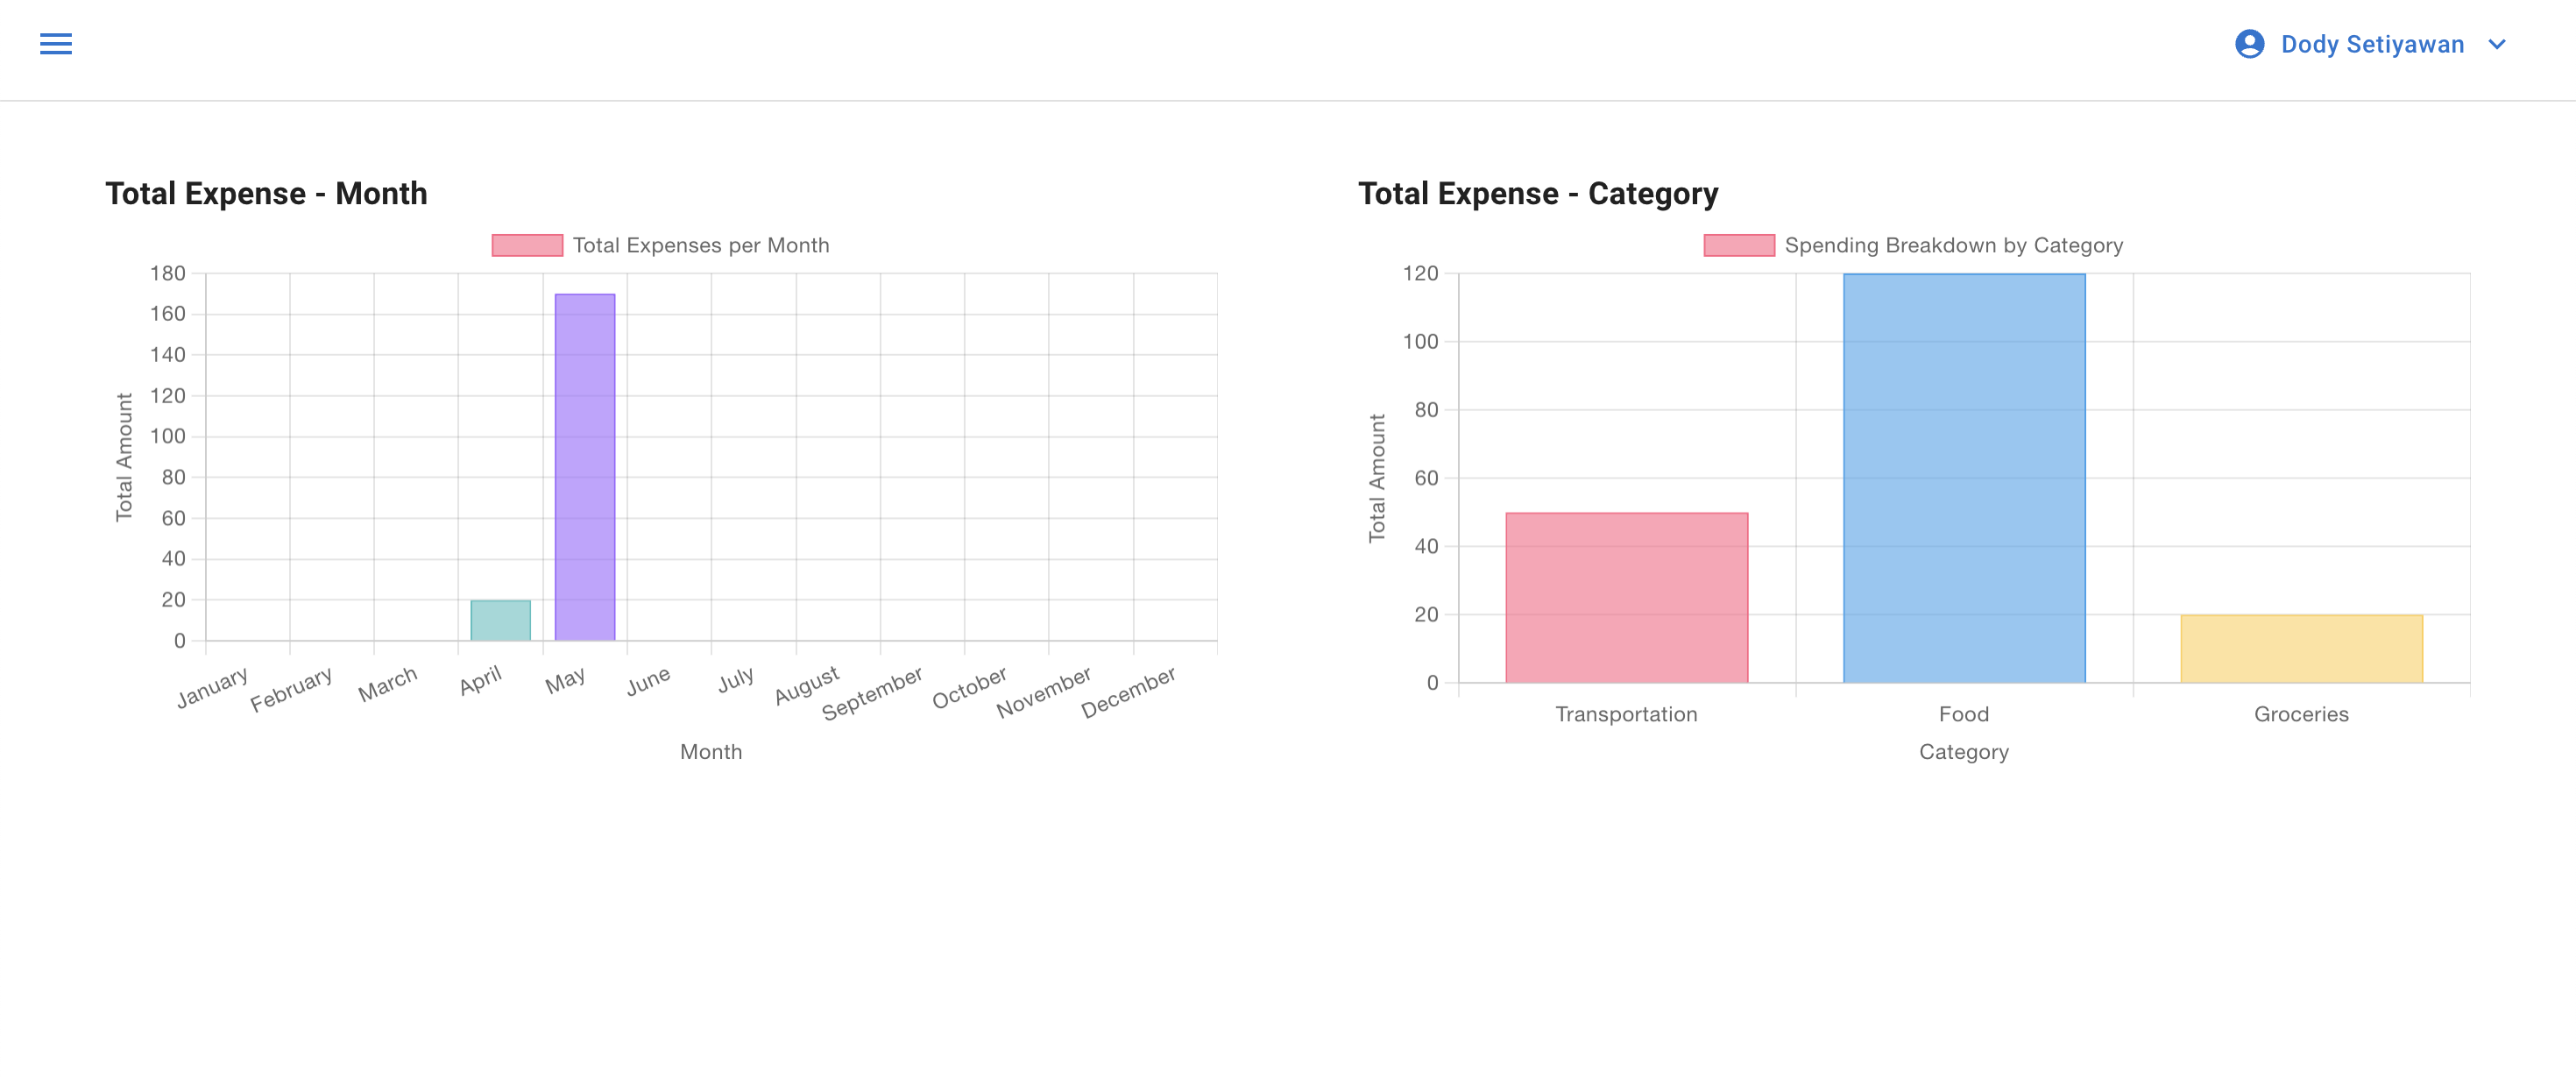 Dody Setiyawan
Total Expense - Month
Total Expenses per Month
180
160
140
120
100
80
60
40
20
0
Total Amount
January
February
March
April
May
June
July
August
September
October
November
December
Month
Total Expense - Category
Spending Breakdown by Category
120
100
80
60
40
20
0
Total Amount
Transportation
Food
Groceries
Category